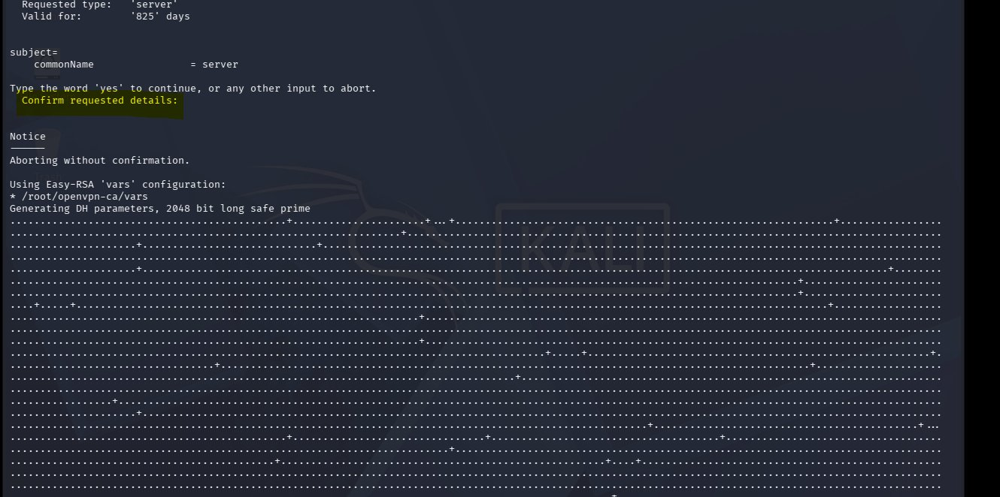 Requested type:   'server'
Valid for:        '825' days
subject=
commonName                = server
Type the word 'yes' to continue, or any other input to abort.
Confirm requested details:
Notice
------
Aborting without confirmation.
Using Easy-RSA 'vars' configuration:
* /root/openvpn-ca/vars
Generating DH parameters, 2048 bit long safe prime
KALI
Trash